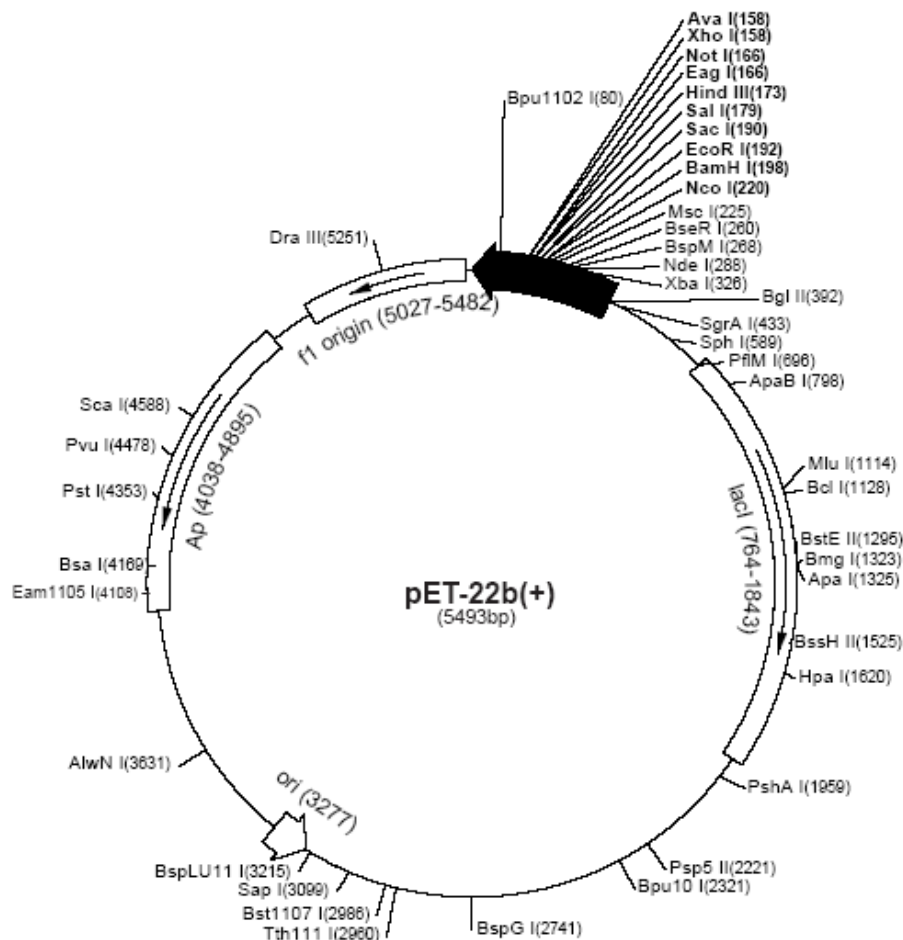 Ava I(158)
Xho I(158)
Not I(166)
Eag I(166)
Hind III(173)
Sal I(179)
Sac I(190)
EcoR I(192)
BamH I(198)
Nco I(220)
Msc I(225)
BseR I(260)
BspM I(268)
Nde I(288)
Xba I(326)
Bgl II(392)
SgrA I(433)
Sph I(589)
PflM I(696)
ApaB I(798)
Mlu I(1114)
Bcl I(1128)
BstE II(1295)
Bmg I(1323)
Apa I(1325)
BssH II(1525)
Hpa I(1620)
PshA I(1959)
Psp5 II(2221)
Bpu10 I(2321)
BspG I(2741)
Tth111 I(2960)
Bst1107 I(2986)
Sap I(3099)
BspLU11 I(3215)
AlwN I(3631)
Eam1105 I(4108)
Bsa I(4169)
Pst I(4353)
Pvu I(4478)
Sca I(4588)
Dra III(5251)
Bpu1102 I(80)
f1 origin (5027-5482)
Ap (4038-4895)
lacI (764-1843)
ori (3277)
pET-22b(+)
(5493bp)